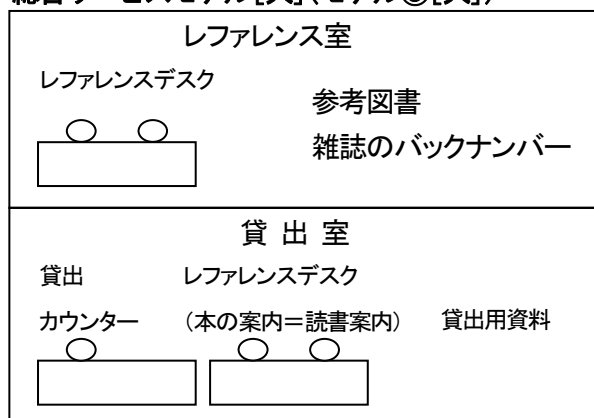 レファレンス室
レファレンスデスク
参考図書
雑誌のバックナンバー
貸 出 室
貸出 レファレンスデスク
カウンター (本の案内=読書案内) 貸出用資料